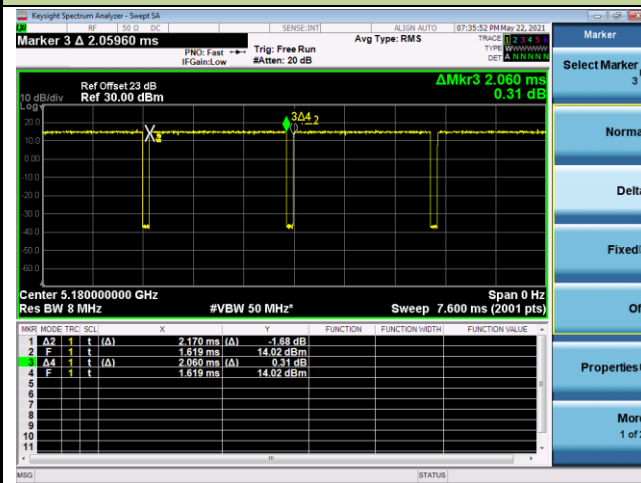 Keysight Spectrum Analyzer - Swept SA
RF 50 Ω DC SENSE:INT ALIGN AUTO 07:35:52 PM May 22, 2021
Marker 3 Δ 2.05960 ms
PNO: Fast
IFGain:Low
Trig: Free Run
#Atten: 20 dB
Avg Type: RMS
TRACE 1 2 3 4 5 6
TYPE WWWWWW
DET A N N N N N
ΔMkr3 2.060 ms
0.31 dB
Ref Offset 23 dB
10 dB/div Ref 30.00 dBm
Log
20.0
10.0
0.00
-10.0
-20.0
-30.0
-40.0
-50.0
-60.0
3Δ4
2
Center 5.180000000 GHz Span 0 Hz
Res BW 8 MHz #VBW 50 MHz* Sweep 7.600 ms (2001 pts)
MKR MODE TRC SCL X Y FUNCTION FUNCTION WIDTH FUNCTION VALUE
1 Δ2 1 t (Δ) 2.170 ms (Δ) -1.68 dB
2 F 1 t 1.619 ms 14.02 dBm
3 Δ4 1 t (Δ) 2.060 ms (Δ) 0.31 dB
4 F 1 t 1.619 ms 14.02 dBm
5
6
7
8
9
10
11
MSG STATUS
Marker
Select Marker
3
Norma
Delta
Fixed
Of
Properties
More
1 of 2